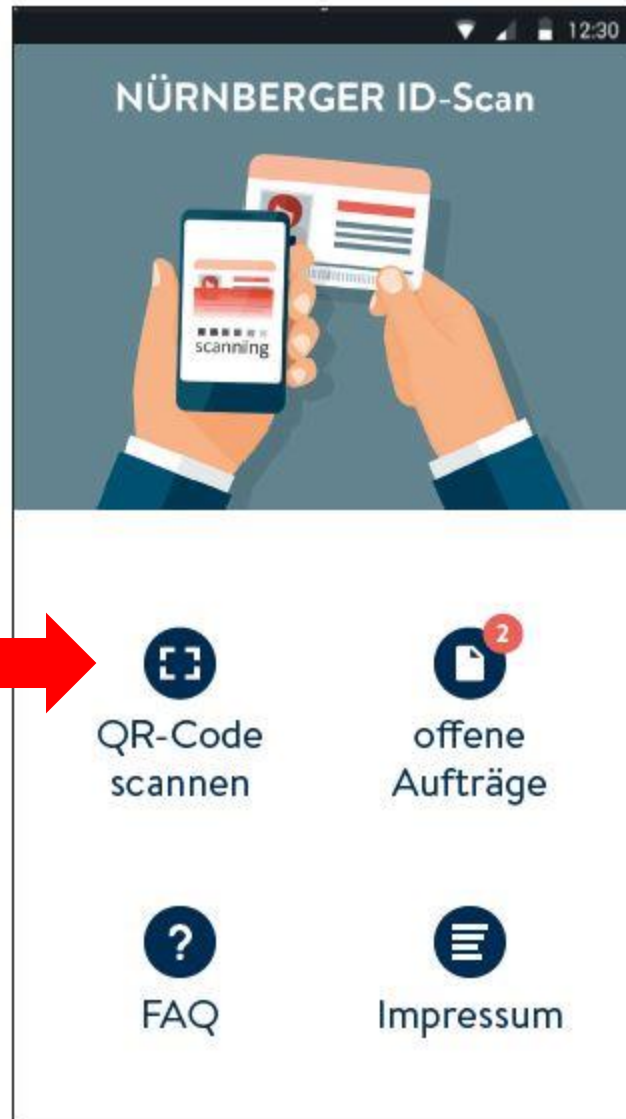 12:30
NÜRNBERGER ID-Scan
scanning
QR-Code
scannen
2
offene
Aufträge
?
FAQ
Impressum